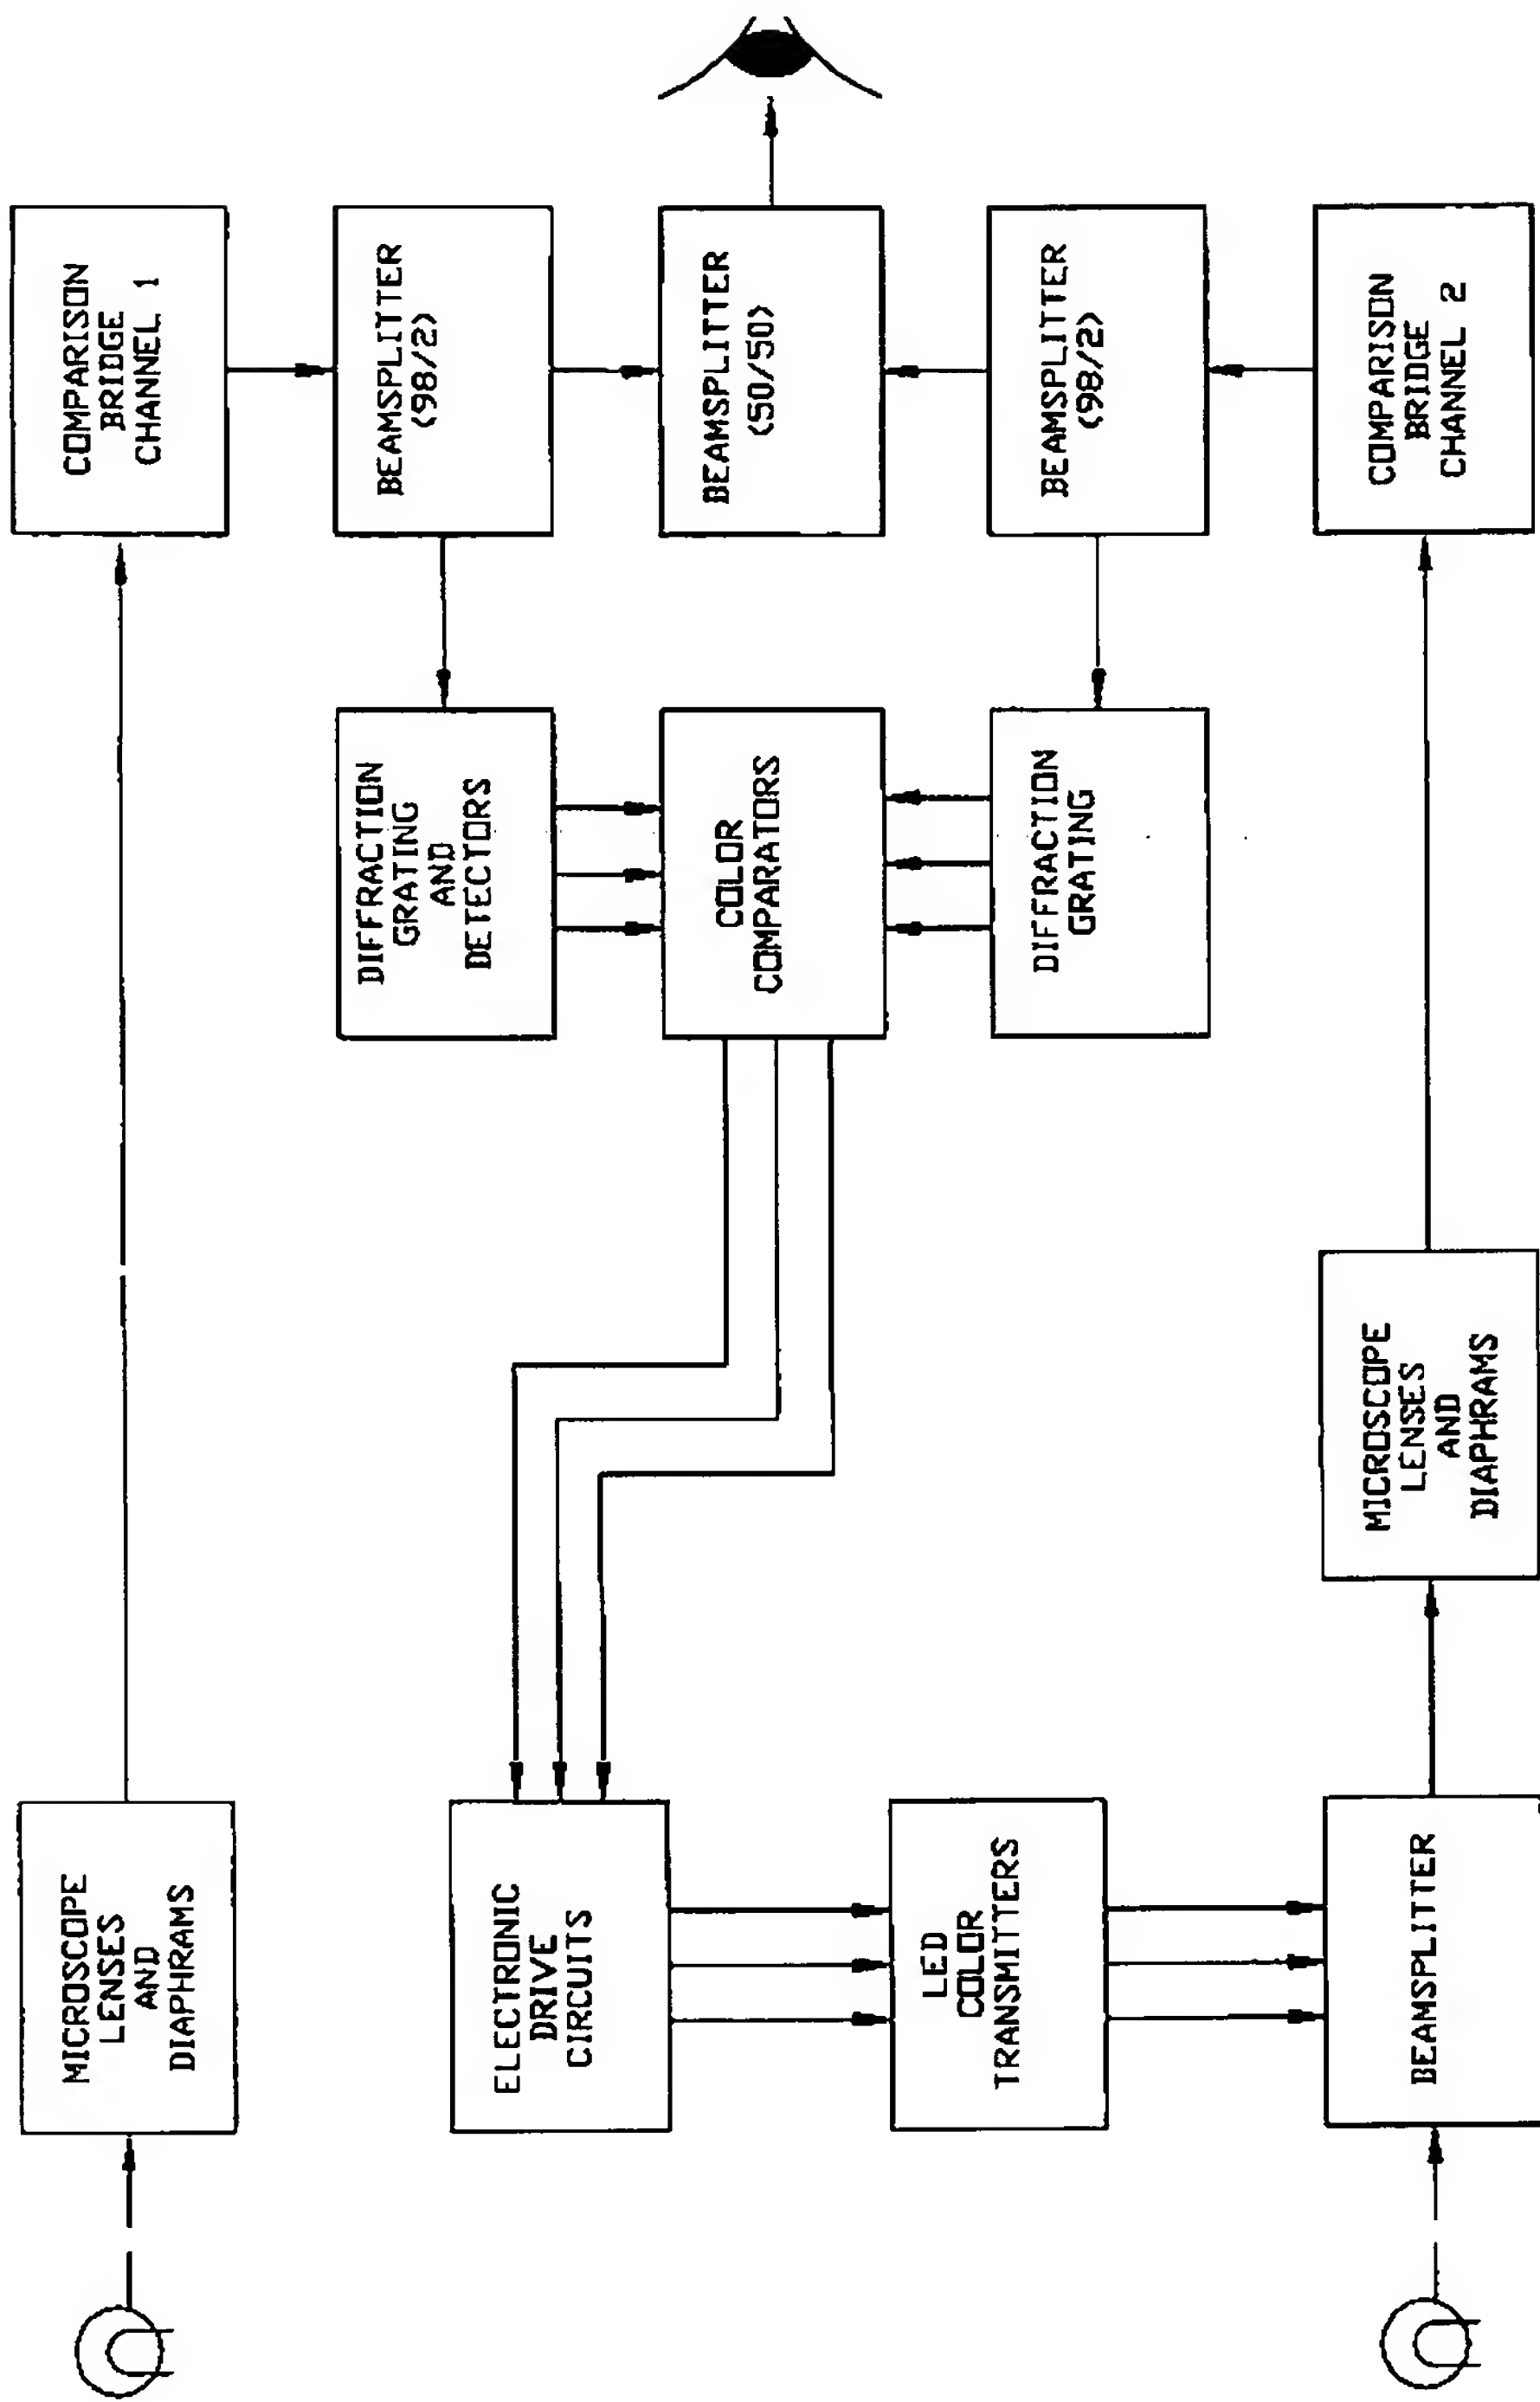 COMPARISON
BRIDGE
CHANNEL 1
BEAMSPLITTER
(98/2)
BEAMSPLITTER
(50/50)
BEAMSPLITTER
(98/2)
COMPARISON
BRIDGE
CHANNEL 2
DIFFRACTION
GRATING
AND
DETECTORS
COLOR
COMPARATORS
DIFFRACTION
GRATING
MICROSCOPE
LENSES
AND
DIAPHRAMS
MICROSCOPE
LENSES
AND
DIAPHRAMS
ELECTRONIC
DRIVE
CIRCUITS
LED
COLOR
TRANSMITTERS
BEAMSPLITTER